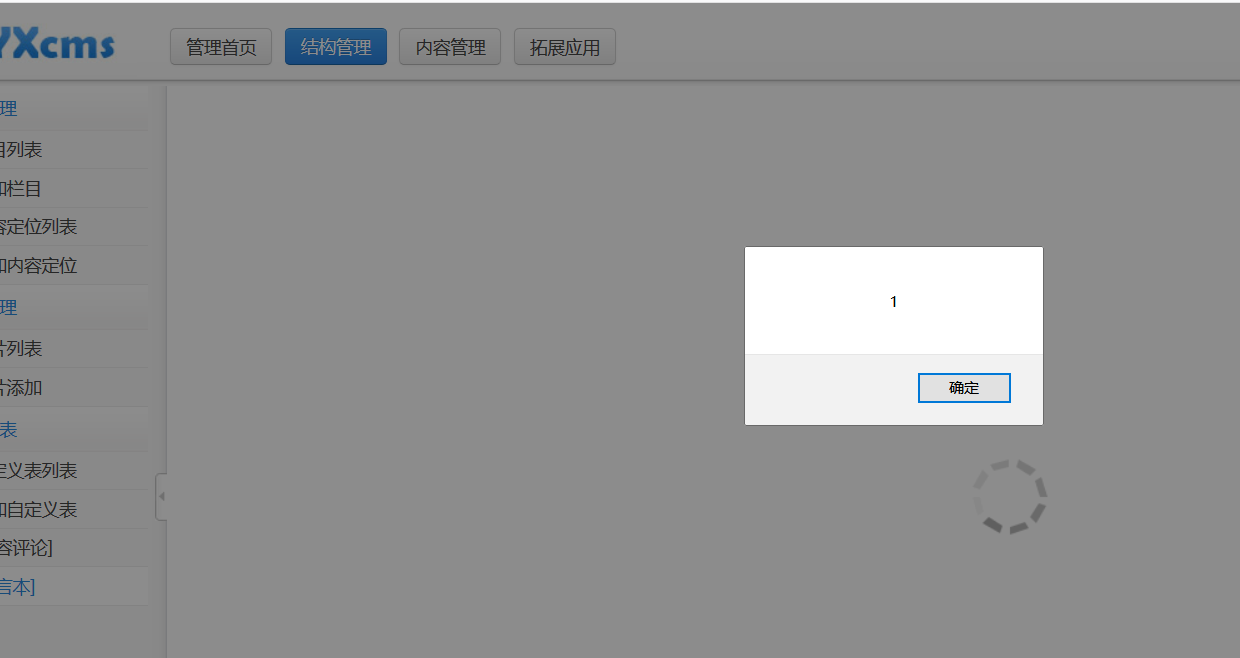 YXcms
管理首页
结构管理
内容管理
拓展应用
理
目列表
加栏目
容定位列表
加内容定位
理
片列表
片添加
表
定义表列表
加自定义表
容评论]
言本]
1
确定